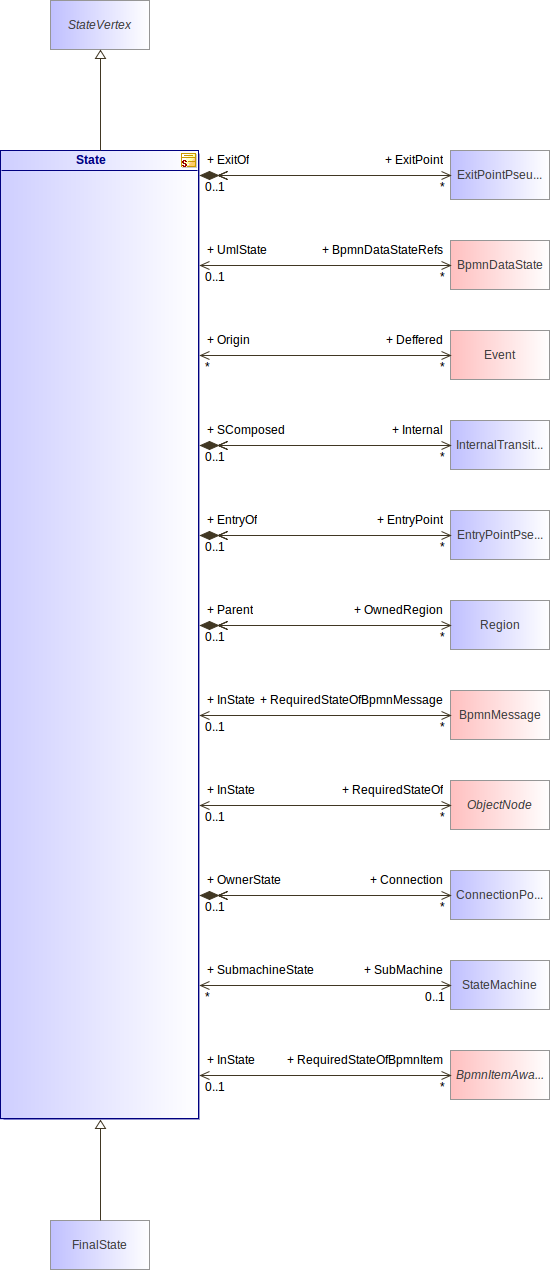 StateVertex
State
S
+ ExitOf + ExitPoint
0..1 *
ExitPointPseu...
+ UmlState + BpmnDataStateRefs
0..1 *
BpmnDataState
+ Origin + Deffered
* *
Event
+ SComposed + Internal
0..1 *
InternalTransit...
+ EntryOf + EntryPoint
0..1 *
EntryPointPse...
+ Parent + OwnedRegion
0..1 *
Region
+ InState + RequiredStateOfBpmnMessage
0..1 *
BpmnMessage
+ InState + RequiredStateOf
0..1 *
ObjectNode
+ OwnerState + Connection
0..1 *
ConnectionPo...
+ SubmachineState + SubMachine
* 0..1
StateMachine
+ InState + RequiredStateOfBpmnItem
0..1 *
BpmnItemAwa...
FinalState